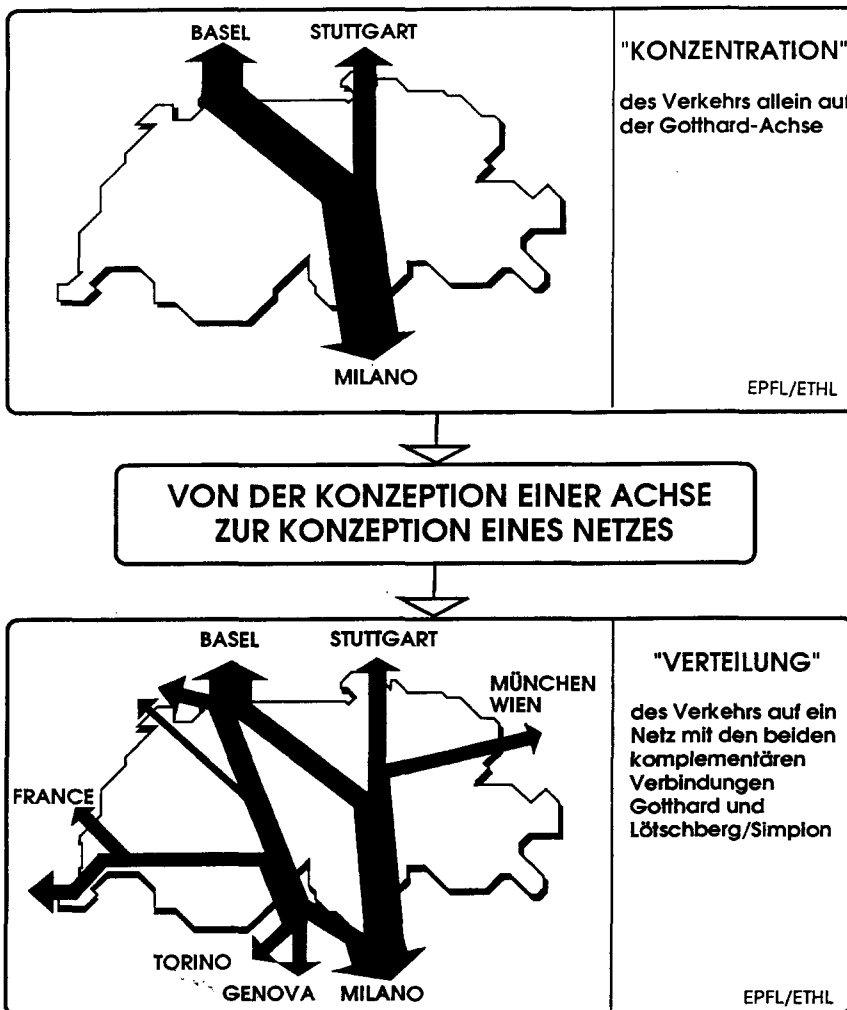 BASEL STUTTGART
"KONZENTRATION"
des Verkehrs allein auf
der Gotthard-Achse
MILANO
EPFL/ETHL
VON DER KONZEPTION EINER ACHSE
ZUR KONZEPTION EINES NETZES
BASEL STUTTGART
MÜNCHEN
WIEN
FRANCE
TORINO
GENOVA MILANO
"VERTEILUNG"
des Verkehrs auf ein
Netz mit den beiden
komplementären
Verbindungen
Gotthard und
Lötschberg/Simplon
EPFL/ETHL